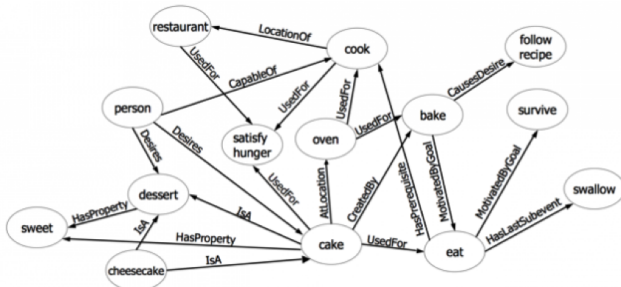 restaurant
LocationOf
cook
follow
recipe
UsedFor
CapableOf
UsedFor
CausesDesire
person
UsedFor
bake
survive
Desires
Desires
satisfy
hunger
oven
UsedFor
HasPrerequisite
MotivatedByGoal
MotivatedByGoal
dessert
UsedFor
AtLocation
CreatedBy
swallow
HasProperty
IsA
sweet
IsA
HasProperty
cake
UsedFor
eat
HasLastSubevent
cheesecake
IsA